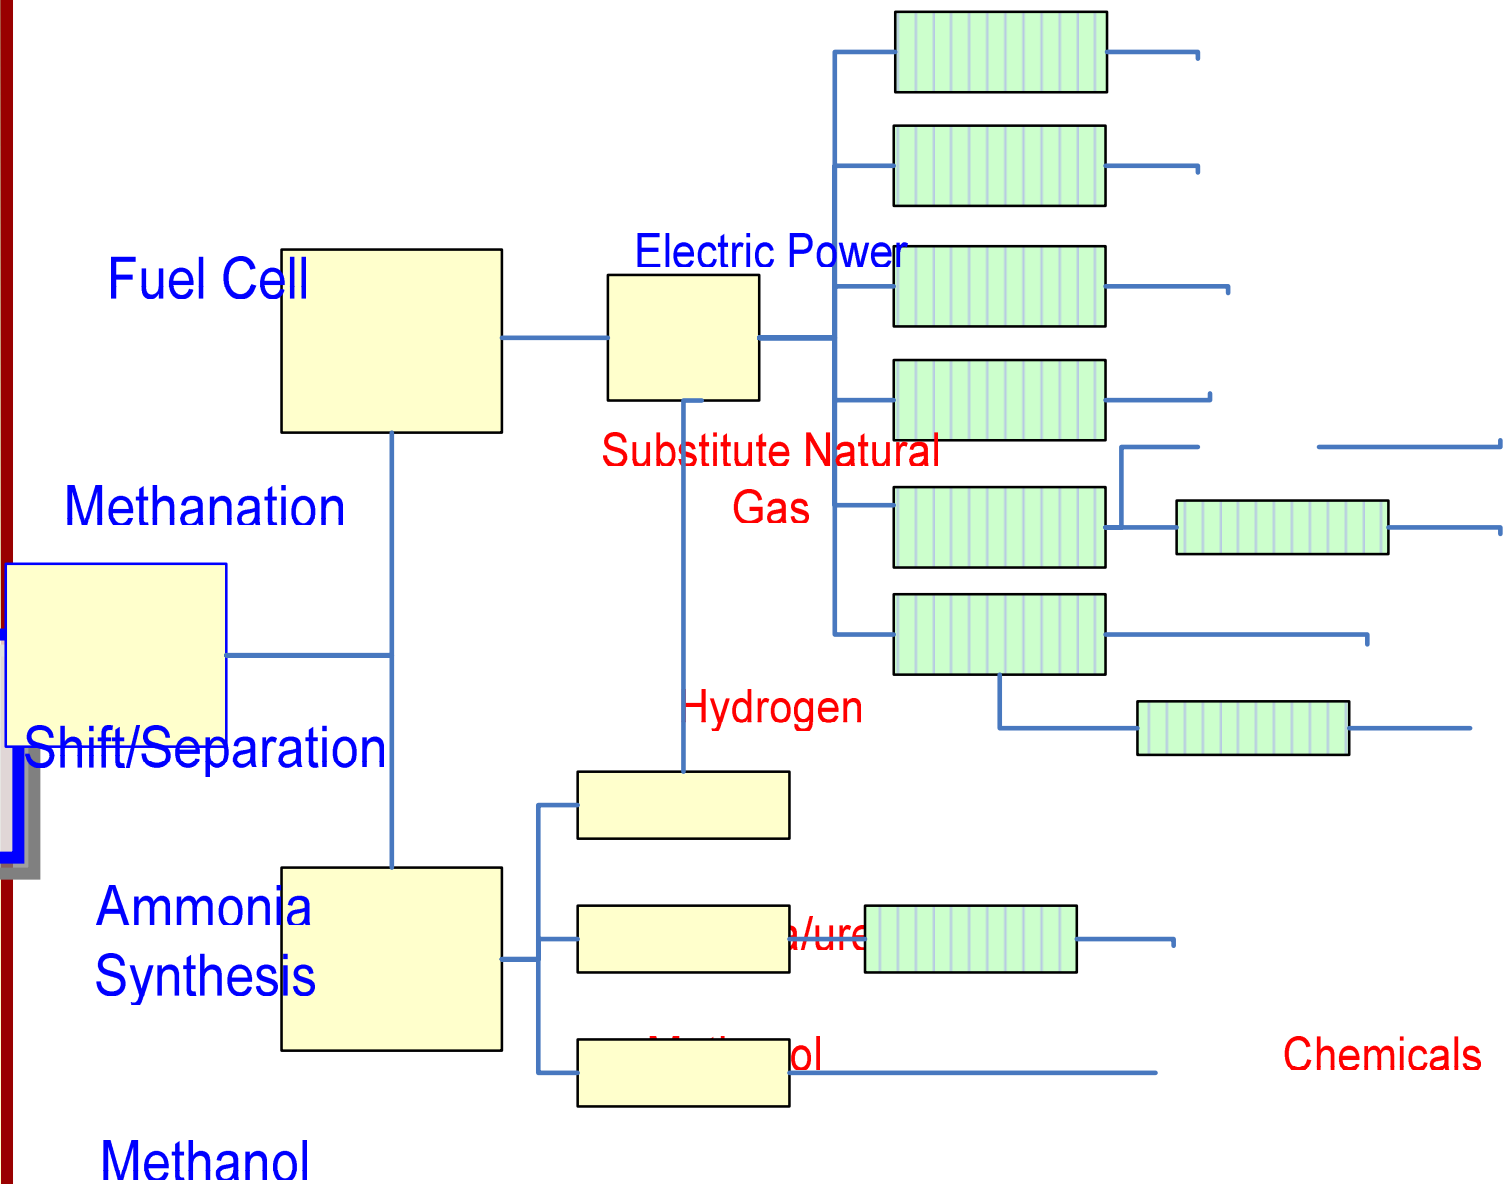 Electric Power
Fuel Cell
Substitute Natural
Gas
Methanation
Hydrogen
Shift/Separation
Ammonia
Synthesis
Chemicals
Methanol